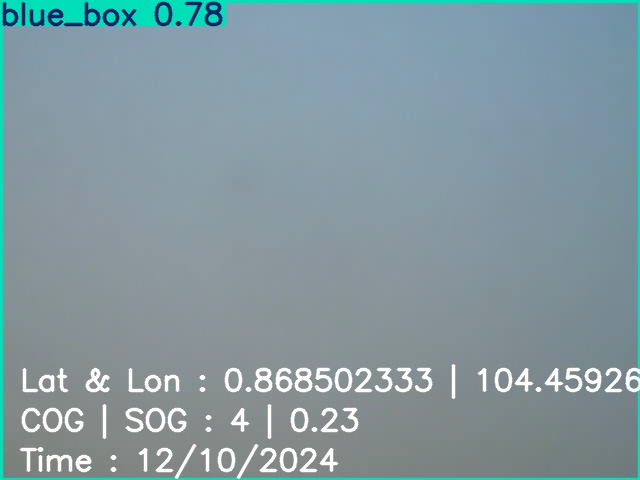 blue_box 0.78
Lat & Lon : 0.868502333 | 104.45926
COG | SOG : 4 | 0.23
Time : 12/10/2024